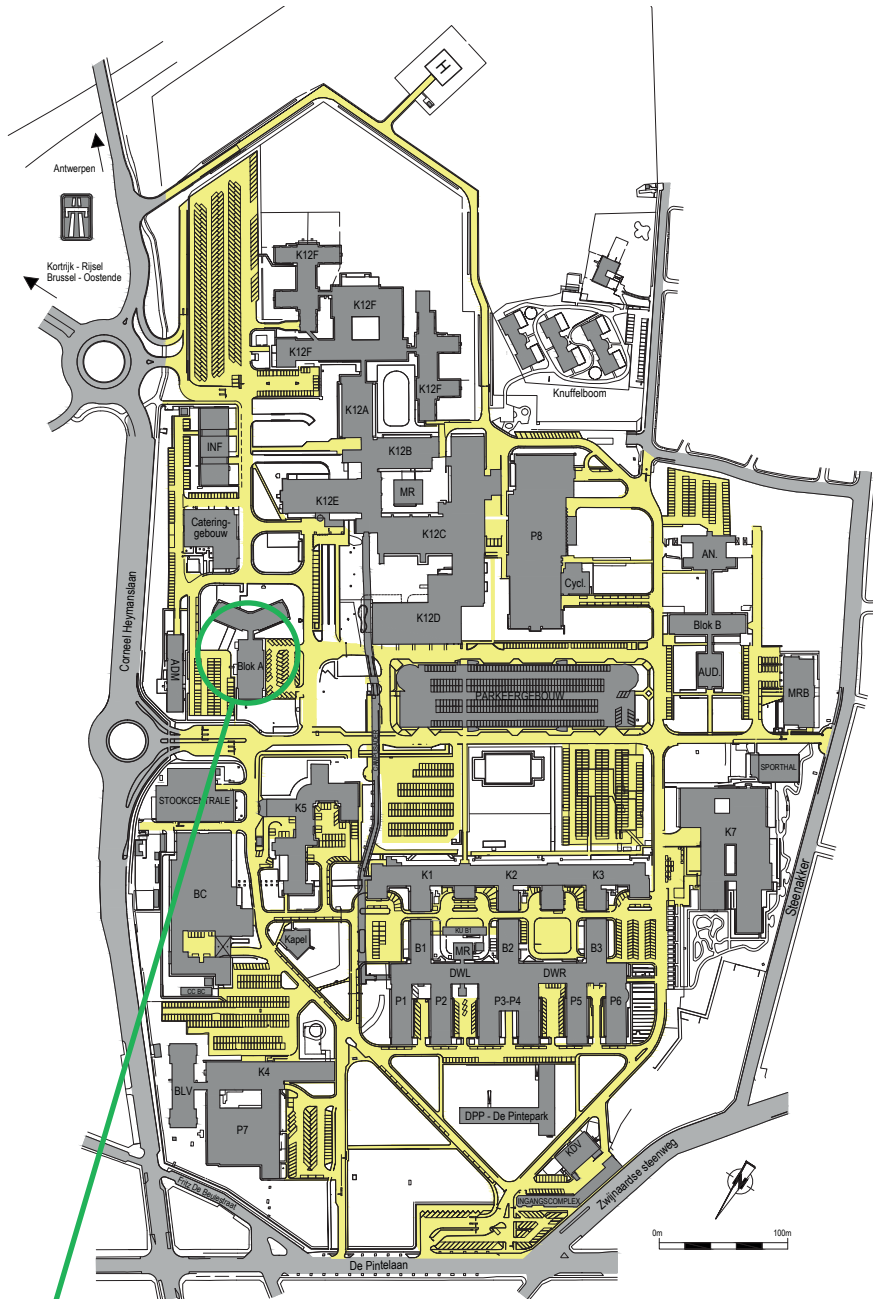 H
Antwerpen
Kortrijk - Rijsel
Brussel - Oostende
K12F
K12F
K12F
K12F
Knuffelboom
K12A
INF
K12B
MR
K12E
Catering-
gebouw
K12C
P8
AN.
Cycl.
K12D
Blok B
Corneel Heymanslaan
ADM
Blok A
AUD.
MRB
PARKEERGEBOUW
SPORTHAL
STOOKCENTRALE
K5
K7
Steenakker
K1
K2
K3
BC
KU B1
Kapel
B1
MR
B2
B3
DWL
DWR
CC BC
P1
P2
P3-P4
P5
P6
K4
BLV
P7
DPP - De Pintepark
KDV
Zwijnaardse steenweg
Fritz De Beulestraat
INGANGSCOMPLEX
N
0m
100m
De Pintelaan